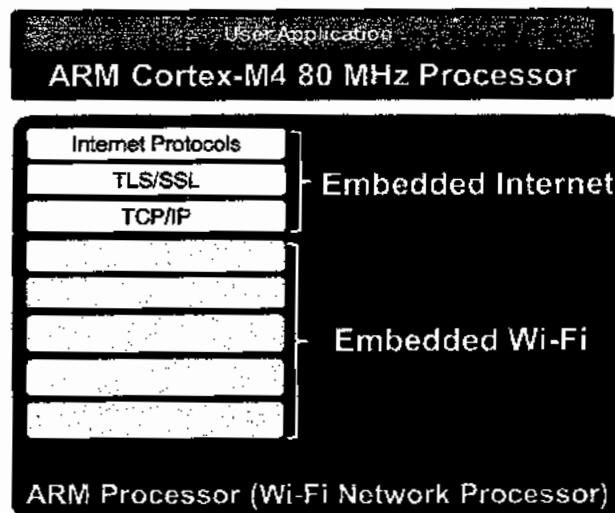 User Application
ARM Cortex-M4 80 MHz Processor
Internet Protocols
TLS/SSL
TCP/IP
Embedded Internet
Embedded Wi-Fi
ARM Processor (Wi-Fi Network Processor)